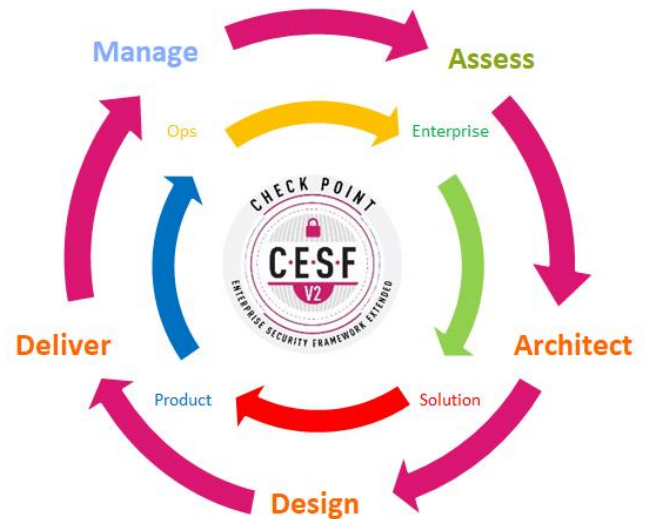 Manage
Assess
Ops
Enterprise
CHECK POINT
C·E·S·F
V2
ENTERPRISE SECURITY FRAMEWORK EXTENDED
Deliver
Architect
Product
Solution
Design